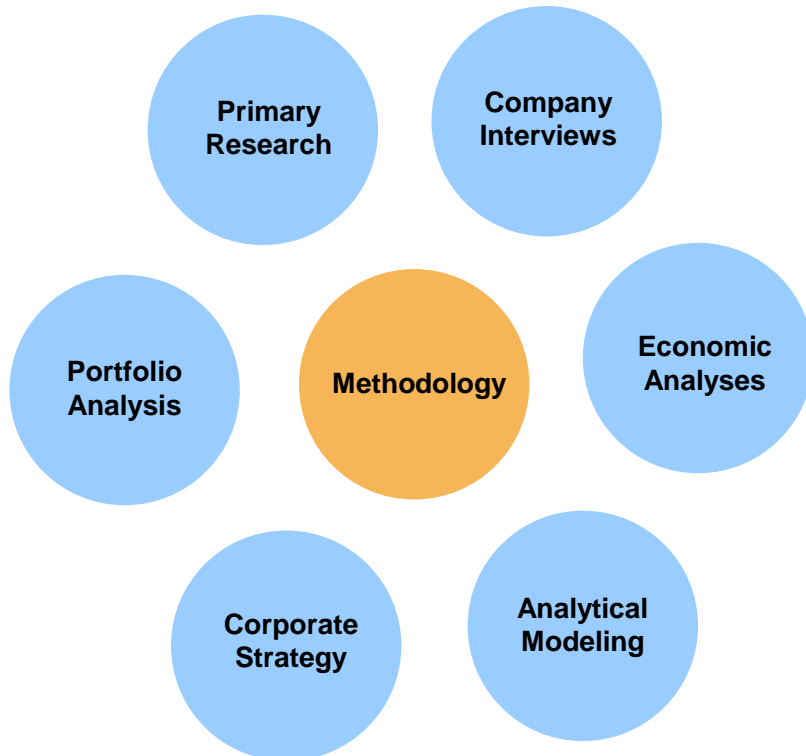 Primary
Research
Company
Interviews
Portfolio
Analysis
Methodology
Economic
Analyses
Corporate
Strategy
Analytical
Modeling